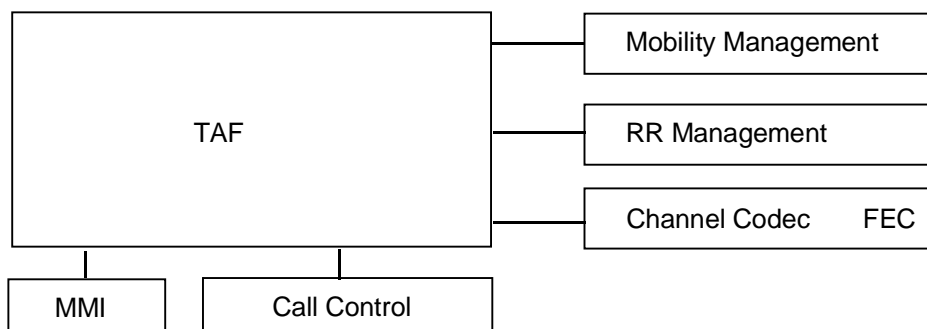 Mobility Management
TAF
RR Management
Channel Codec FEC
MMI
Call Control